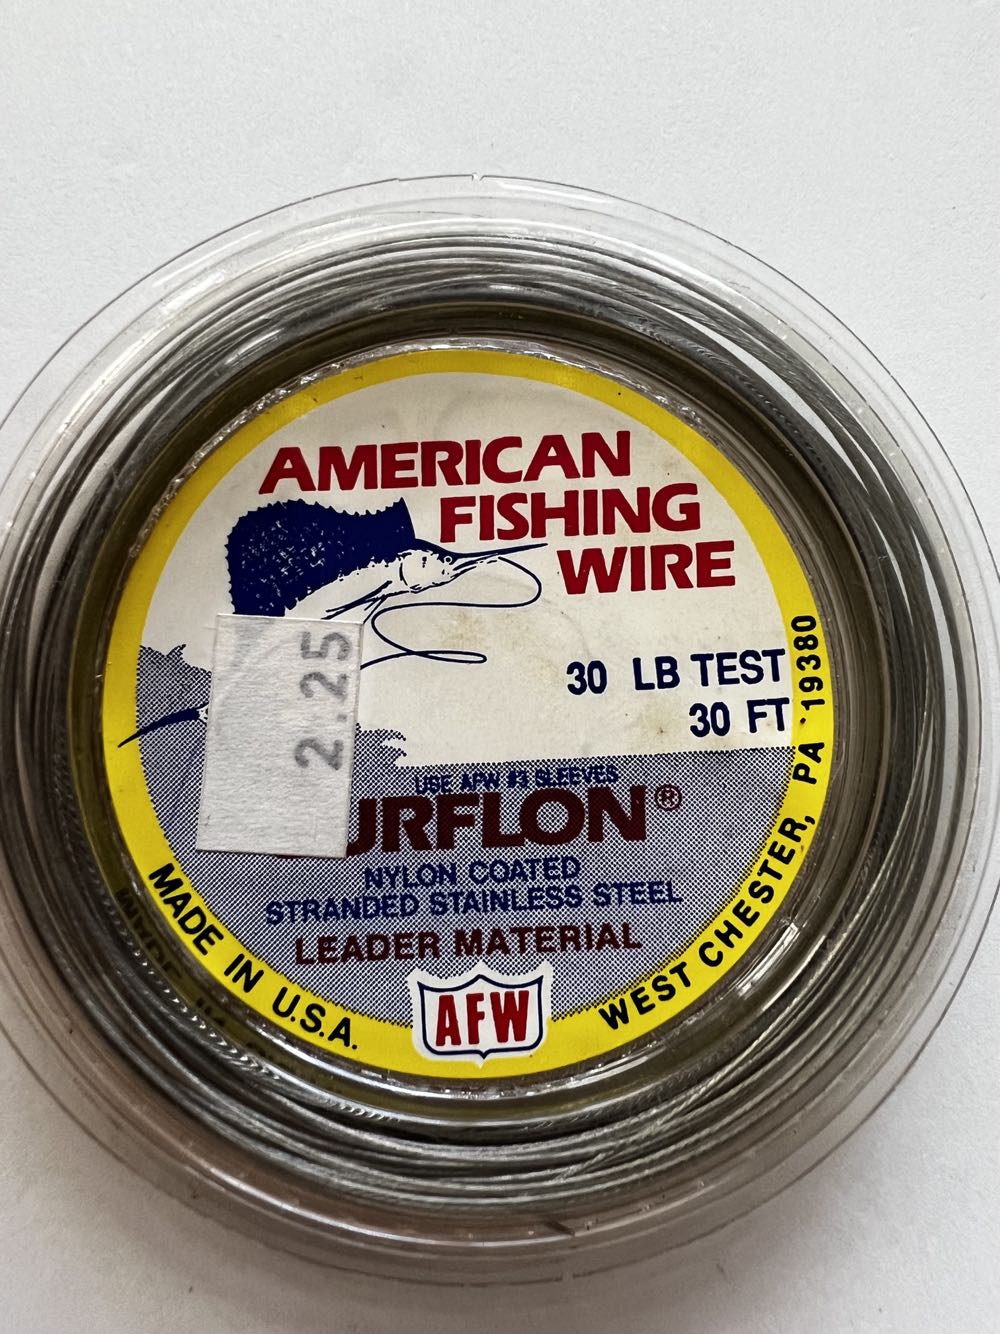 AMERICAN
FISHING
WIRE
30 LB TEST
30 FT
2.25
USE AFW #3 SLEEVES
URFLON®
NYLON COATED
STRANDED STAINLESS STEEL
LEADER MATERIAL
AFW
MADE IN U.S.A.
WEST CHESTER, PA 19380